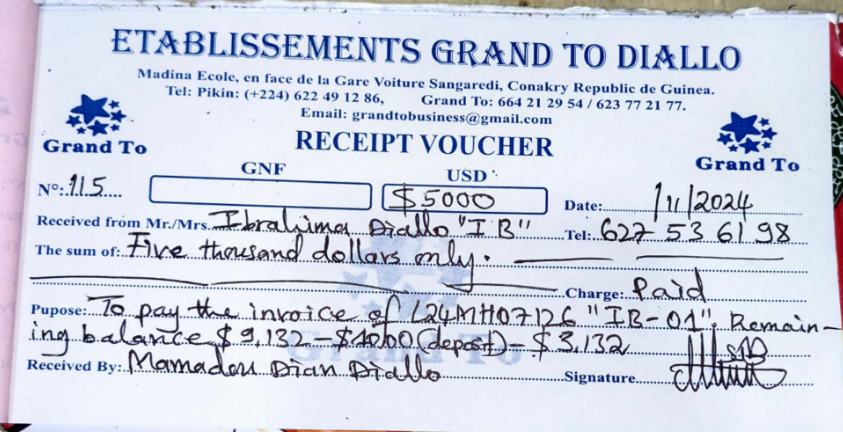 ETABLISSEMENTS GRAND TO DIALLO
Madina Ecole, en face de la Gare Voiture Sangaredi, Conakry Republic de Guinea.
Tel: Pikin: (+224) 622 49 12 86, Grand To: 664 21 29 54 / 623 77 21 77.
Email: grandtobusiness@gmail.com
Grand To
RECEIPT VOUCHER
Grand To
GNF USD
Nº: 115 $5000 Date: /11/2024
Received from Mr./Mrs. Ibrahima Diallo "IB" Tel: 627 53 61 98
The sum of: Five thousand dollars only.
Charge: Paid
Pupose: To pay the invoice of L24MH07126 "IB-01"; Remain-
ing balance $9,132 - (deposit) - $3,132
Received By: Mamadou Dian Diallo Signature